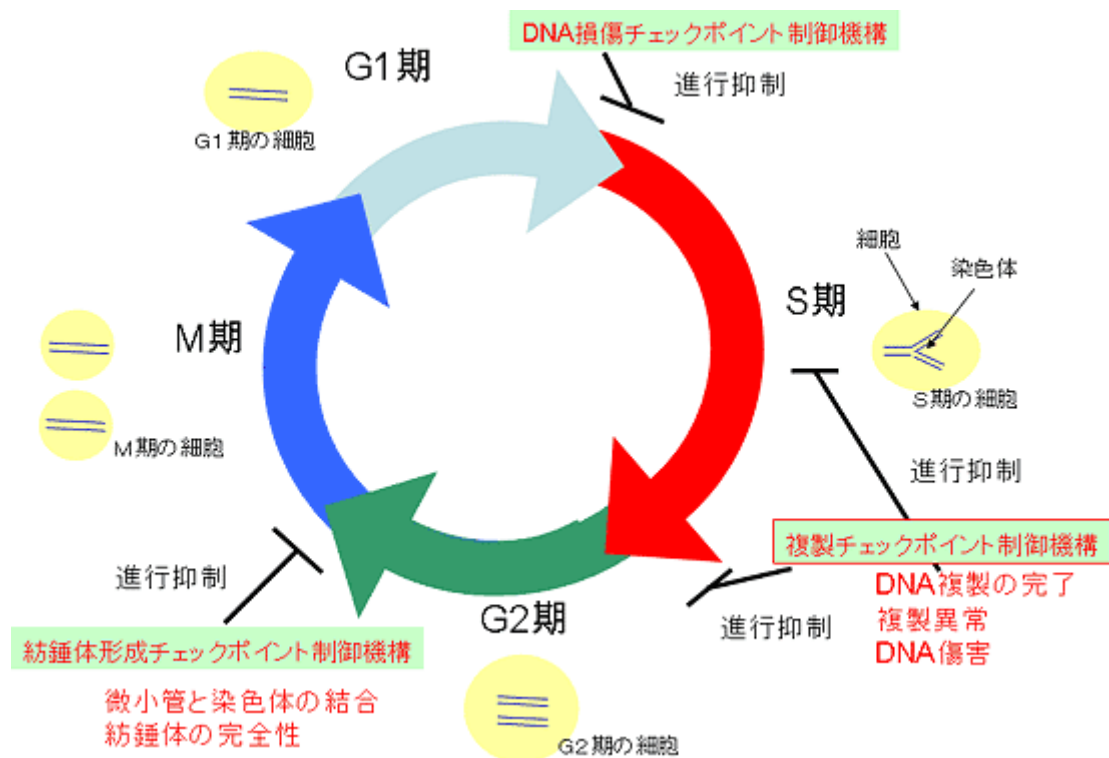 DNA損傷チェックポイント制御機構
進行抑制
G1期
G1期の細胞
細胞
染色体
S期
S期の細胞
M期
M期の細胞
進行抑制
複製チェックポイント制御機構
DNA複製の完了
複製異常
DNA傷害
進行抑制
進行抑制
G2期
G2期の細胞
紡錘体形成チェックポイント制御機構
微小管と染色体の結合
紡錘体の完全性